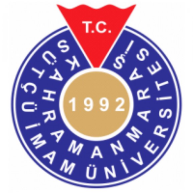 T.C.
KAHRAMANMARAŞ
SÜTÇÜ İMAM ÜNİVERSİTESİ
1992